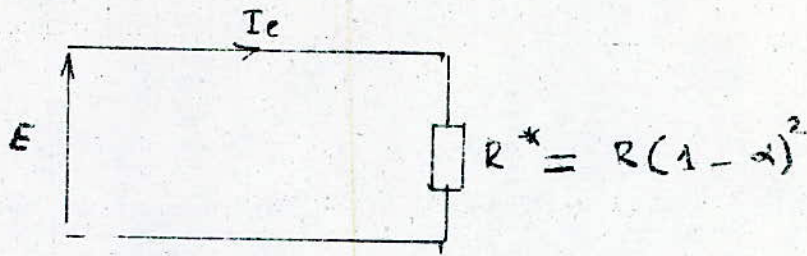 Ie
E
R* = R(1 - α)²